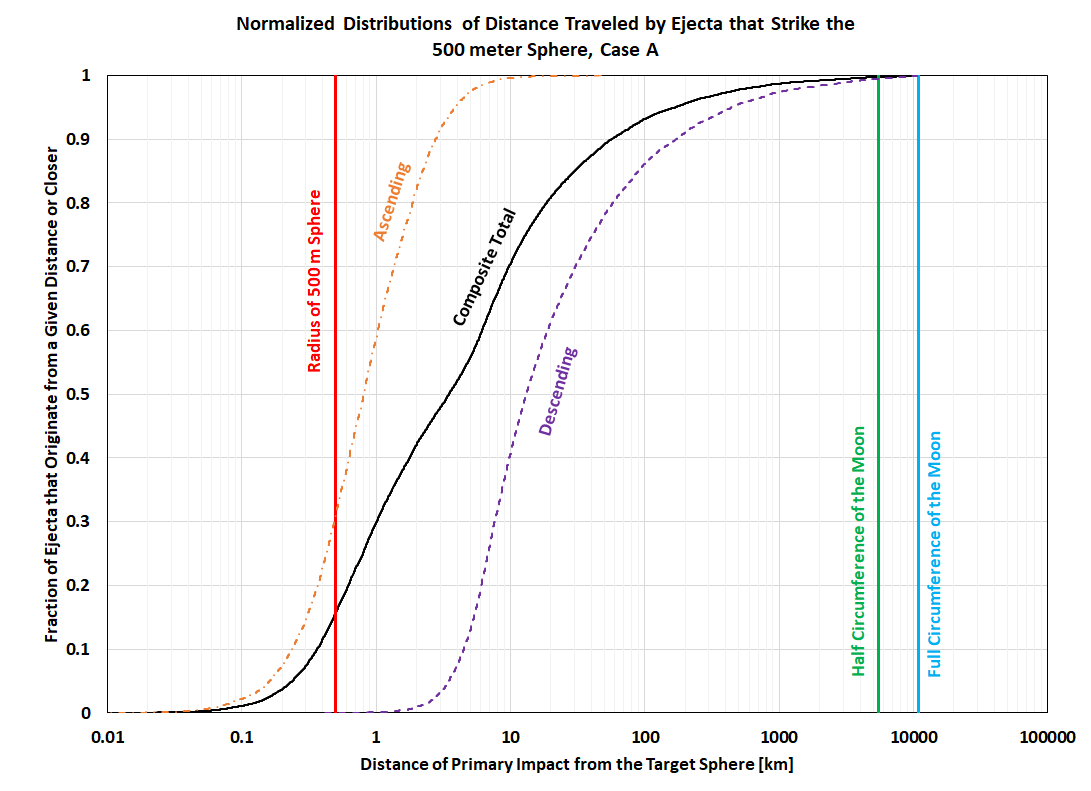 Normalized Distributions of Distance Traveled by Ejecta that Strike the
500 meter Sphere, Case A
Fraction of Ejecta that Originate from a Given Distance or Closer
1
0.9
0.8
0.7
0.6
0.5
0.4
0.3
0.2
0.1
0
Radius of 500 m Sphere
Ascending
Composite Total
Descending
Half Circumference of the Moon
Full Circumference of the Moon
0.01 0.1 1 10 100 1000 10000 100000
Distance of Primary Impact from the Target Sphere [km]